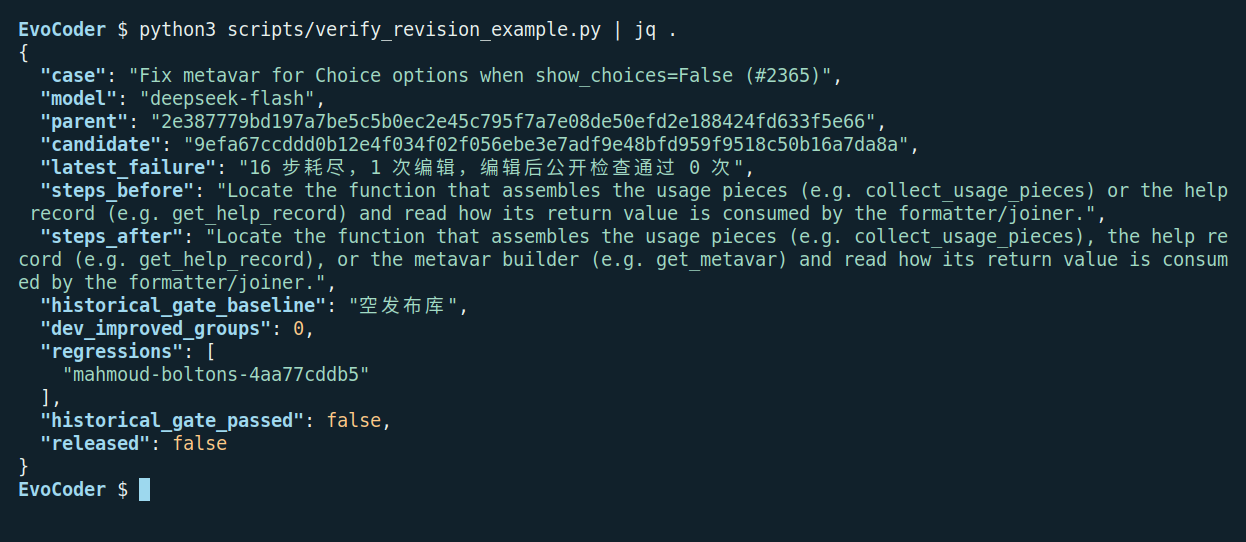 EvoCoder $ python3 scripts/verify_revision_example.py | jq .
{
  "case": "Fix metavar for Choice options when show_choices=False (#2365)",
  "model": "deepseek-flash",
  "parent": "2e387779bd197a7be5c5b0ec2e45c795f7a7e08de50efd2e188424fd633f5e66",
  "candidate": "9efa67ccddd0b12e4f034f02f056ebe3e7adf9e48bfd959f9518c50b16a7da8a",
  "latest_failure": "16 步耗尽，1 次编辑，编辑后公开检查通过 0 次",
  "steps_before": "Locate the function that assembles the usage pieces (e.g. collect_usage_pieces) or the help
 record (e.g. get_help_record) and read how its return value is consumed by the formatter/joiner.",
  "steps_after": "Locate the function that assembles the usage pieces (e.g. collect_usage_pieces), the help re
cord (e.g. get_help_record), or the metavar builder (e.g. get_metavar) and read how its return value is consum
ed by the formatter/joiner.",
  "historical_gate_baseline": "空发布库",
  "dev_improved_groups": 0,
  "regressions": [
    "mahmoud-boltons-4aa77cddb5"
  ],
  "historical_gate_passed": false,
  "released": false
}
EvoCoder $